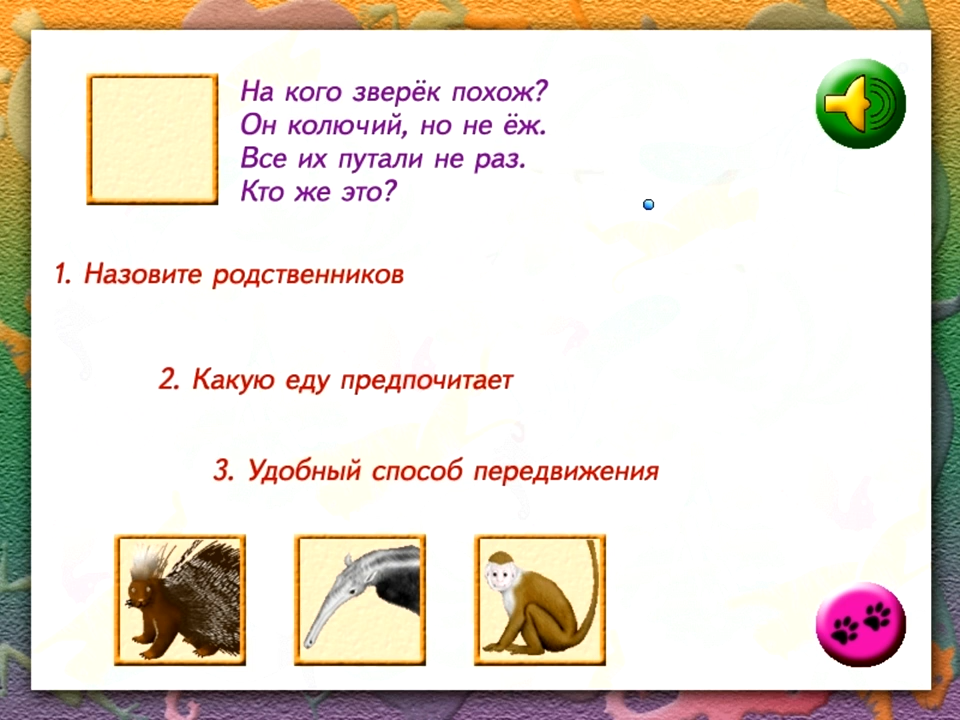 На кого зверёк похож?
Он колючий, но не ёж.
Все их путали не раз.
Кто же это?
1. Назовите родственников
2. Какую еду предпочитает
3. Удобный способ передвижения